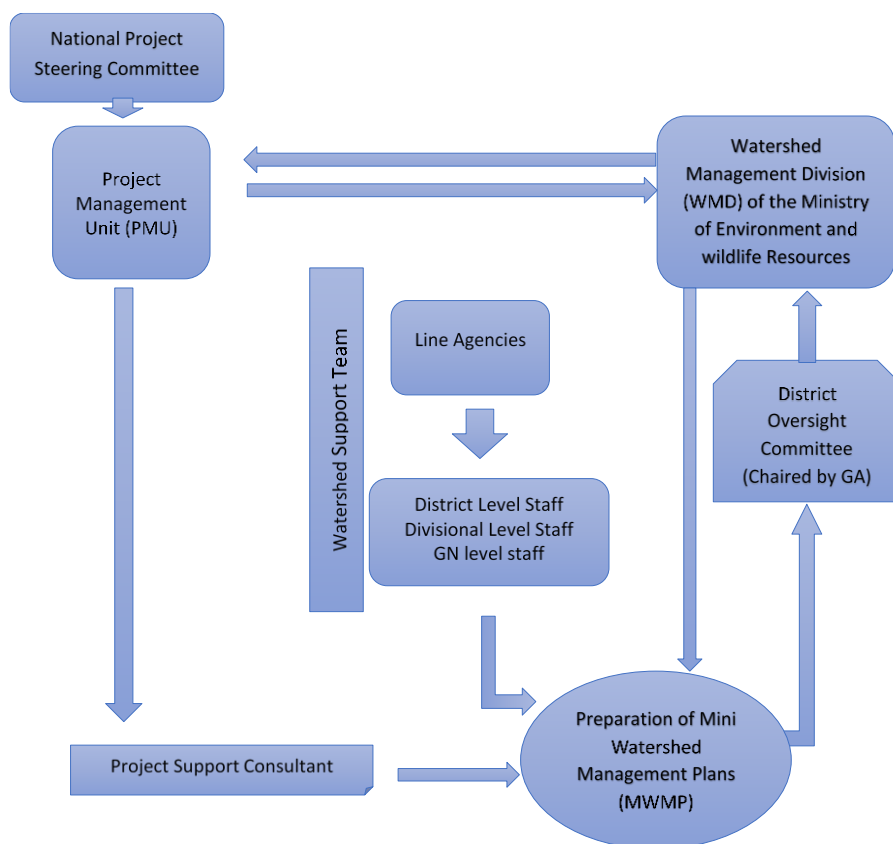 National Project
Steering Committee
Project
Management
Unit (PMU)
Watershed
Management Division
(WMD) of the Ministry
of Environment and
wildlife Resources
Watershed Support Team
Line Agencies
District Level Staff
Divisional Level Staff
GN level staff
District
Oversight
Committee
(Chaired by GA)
Project Support Consultant
Preparation of Mini
Watershed
Management Plans
(MWMP)